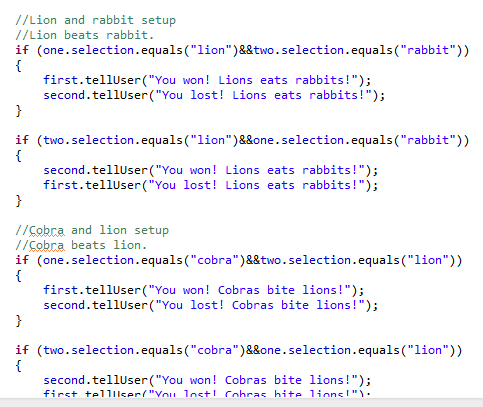 //Lion and rabbit setup
//Lion beats rabbit.
if (one.selection.equals("lion")&&two.selection.equals("rabbit"))
{
    first.tellUser("You won! Lions eats rabbits!");
    second.tellUser("You lost! Lions eats rabbits!");
}

if (two.selection.equals("lion")&&one.selection.equals("rabbit"))
{
    second.tellUser("You won! Lions eats rabbits!");
    first.tellUser("You lost! Lions eats rabbits!");
}

//Cobra and lion setup
//Cobra beats lion.
if (one.selection.equals("cobra")&&two.selection.equals("lion"))
{
    first.tellUser("You won! Cobras bite lions!");
    second.tellUser("You lost! Cobras bite lions!");
}

if (two.selection.equals("cobra")&&one.selection.equals("lion"))
{
    second.tellUser("You won! Cobras bite lions!");
    first.tellUser("You lost! Cobras bite lions!");